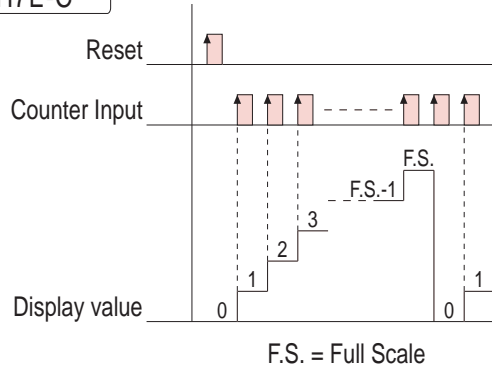 Reset
Counter Input
F.S.
F.S.-1
3
2
1 1
Display value 0 0
F.S. = Full Scale